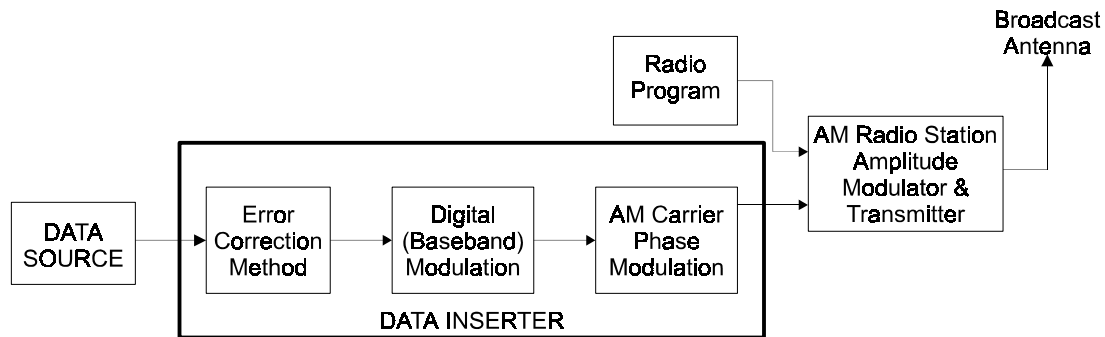 Broadcast
Antenna
Radio
Program
AM Radio Station
Amplitude
Modulator &
Transmitter
DATA
SOURCE
Error
Correction
Method
Digital
(Baseband)
Modulation
AM Carrier
Phase
Modulation
DATA INSERTER